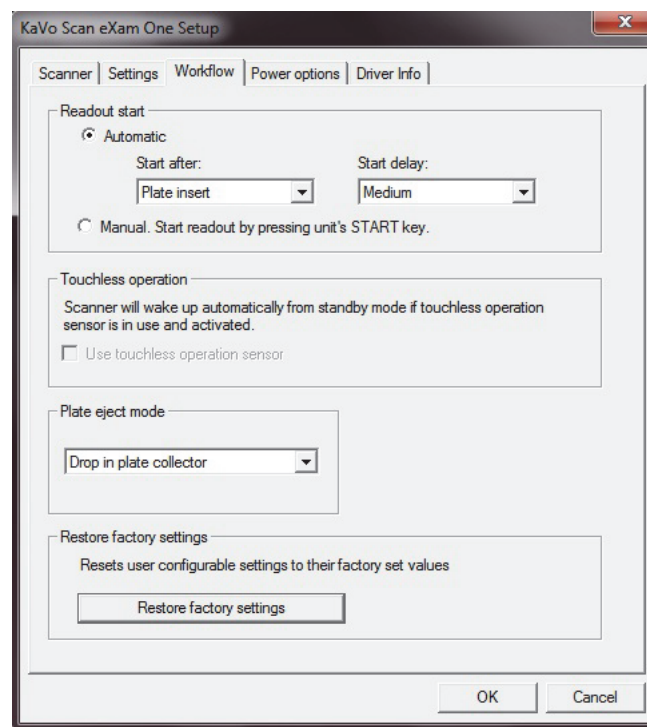 KaVo Scan eXam One Setup
Scanner Settings Workflow Power options Driver Info
Readout start
Automatic
Start after: Start delay:
Plate insert Medium
Manual. Start readout by pressing unit's START key.
Touchless operation
Scanner will wake up automatically from standby mode if touchless operation
sensor is in use and activated.
Use touchless operation sensor
Plate eject mode
Drop in plate collector
Restore factory settings
Resets user configurable settings to their factory set values
Restore factory settings
OK Cancel